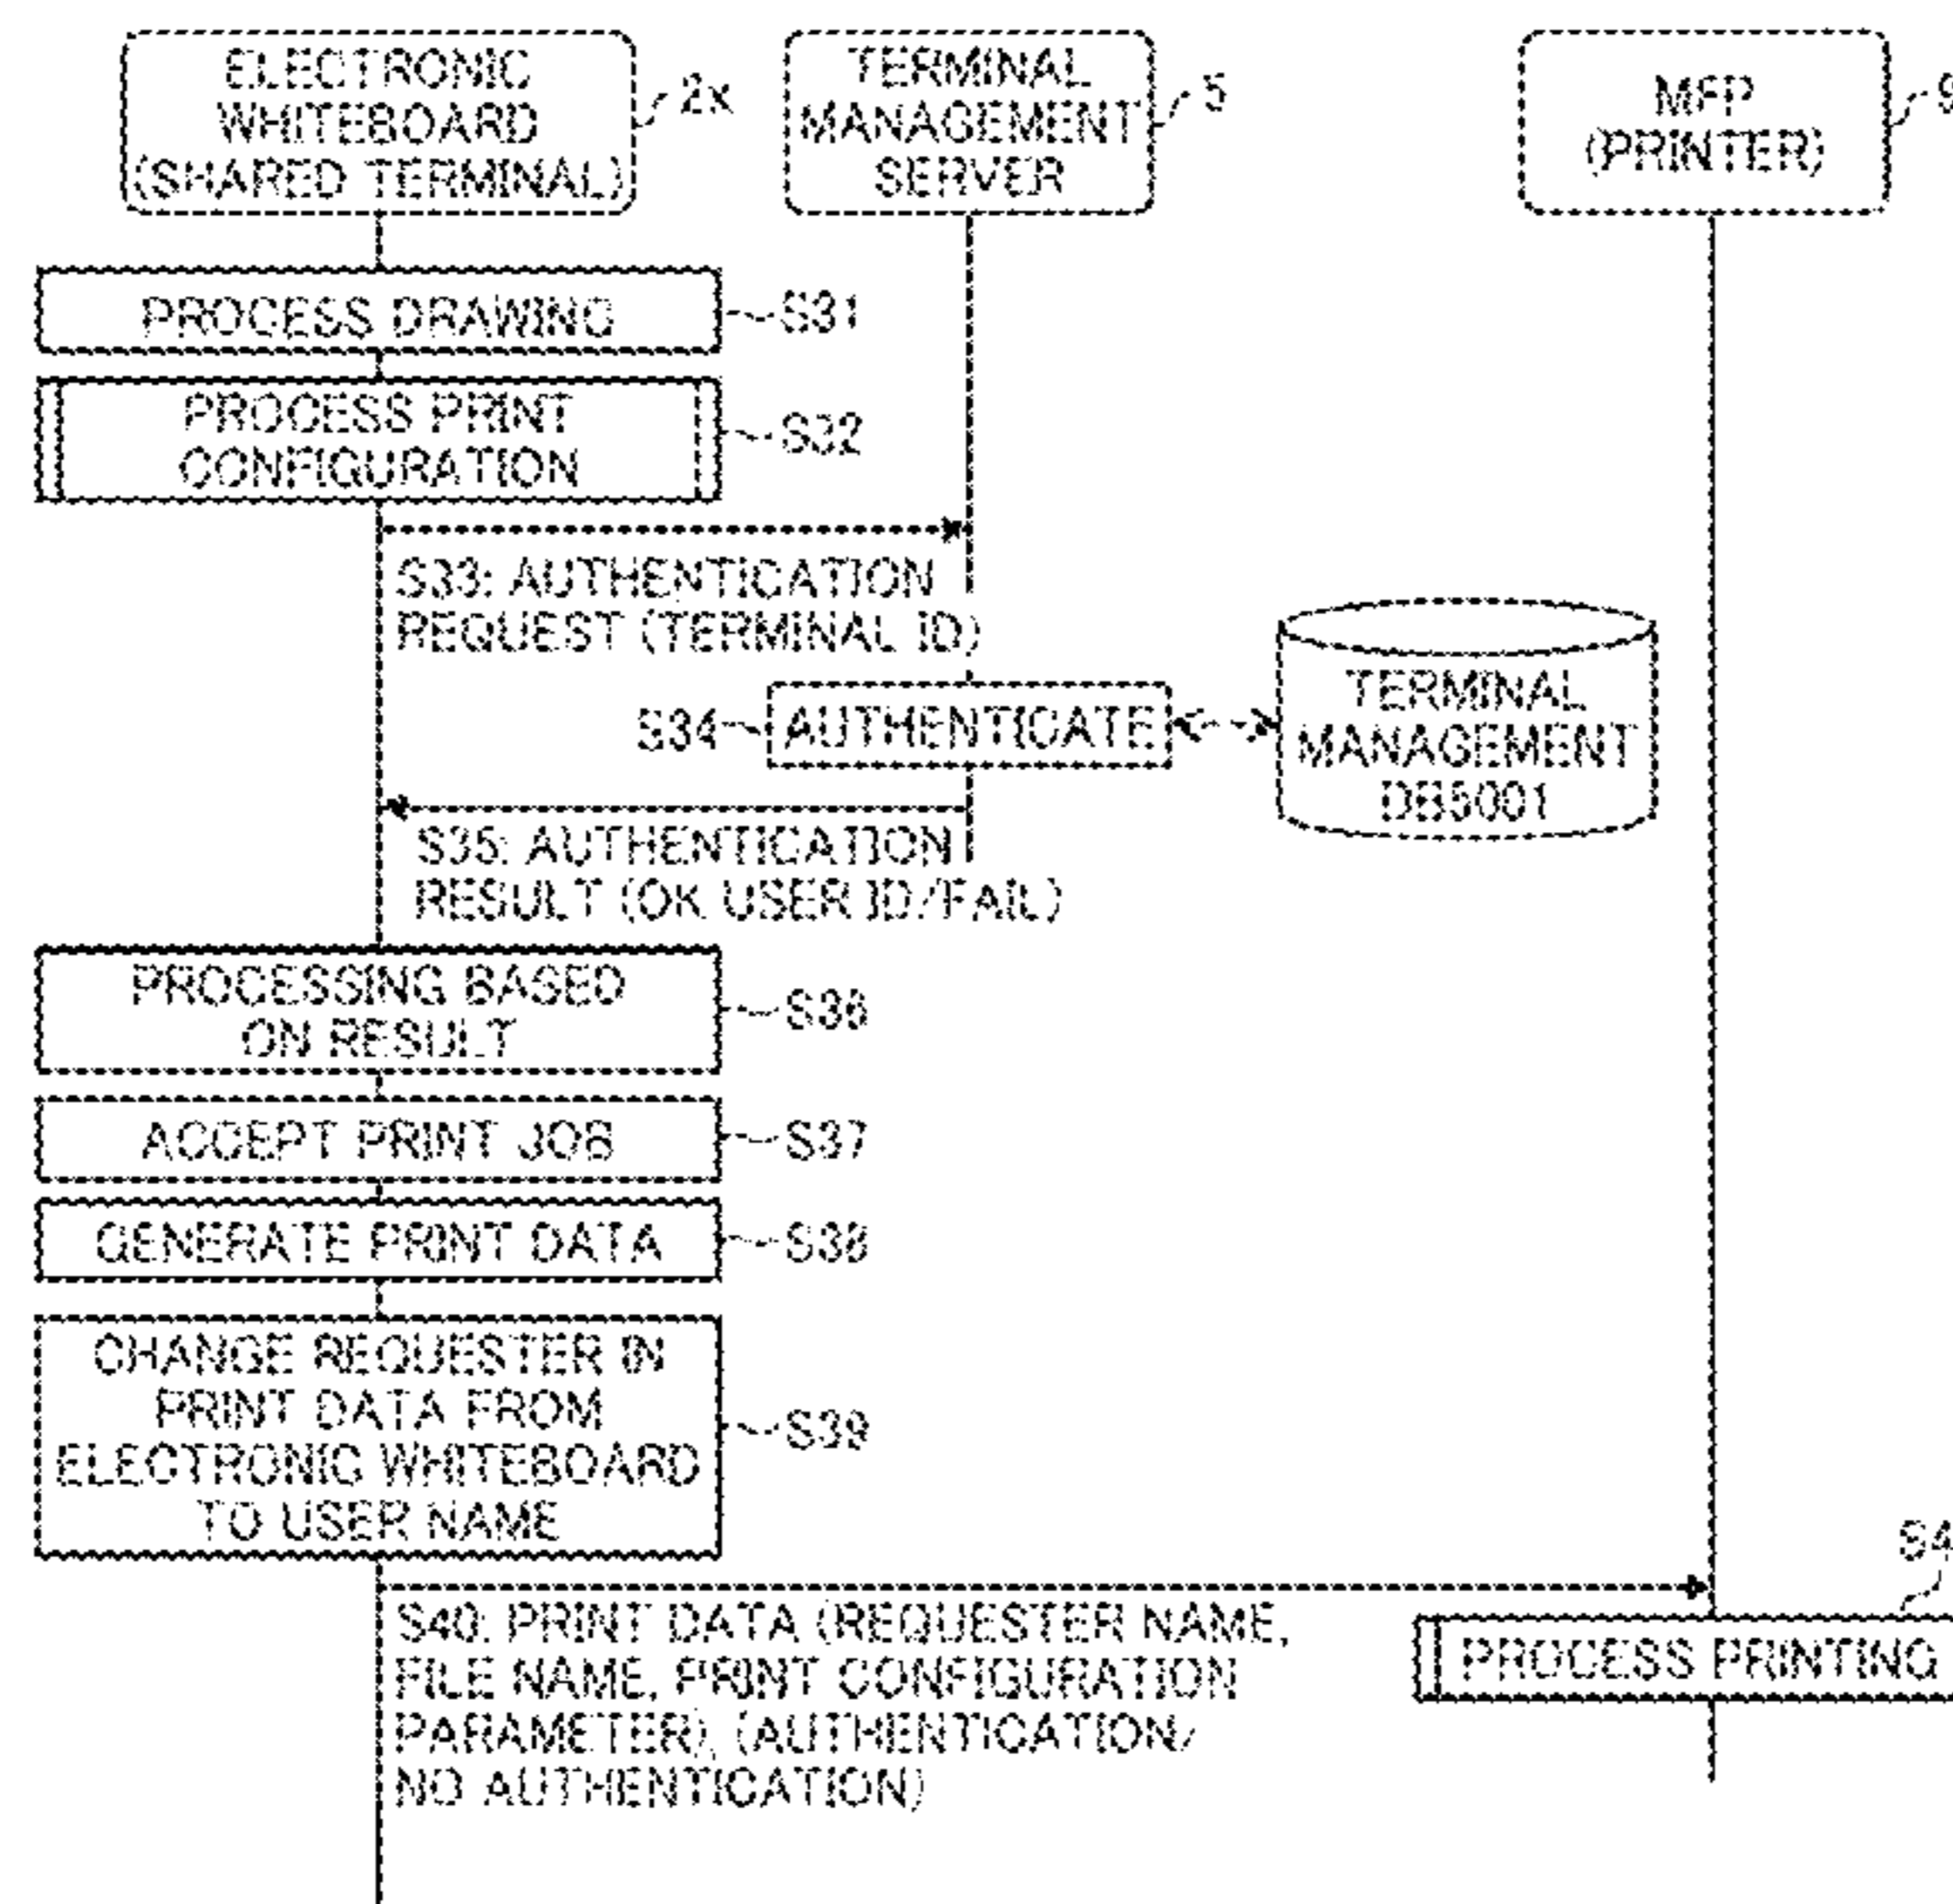 ELECTRONIC
WHITEBOARD
(SHARED TERMINAL)
2x
TERMINAL
MANAGEMENT
SERVER
5
MFP
(PRINTER)
9
PROCESS DRAWING
S31
PROCESS PRINT
CONFIGURATION
S32
S33: AUTHENTICATION
REQUEST (TERMINAL ID)
S34
AUTHENTICATE
TERMINAL
MANAGEMENT
DB5001
S35: AUTHENTICATION
RESULT (OK USER ID/FAIL)
PROCESSING BASED
ON RESULT
S36
ACCEPT PRINT JOB
S37
GENERATE PRINT DATA
S38
CHANGE REQUESTER IN
PRINT DATA FROM
ELECTRONIC WHITEBOARD
TO USER NAME
S39
S40: PRINT DATA (REQUESTER NAME,
FILE NAME, PRINT CONFIGURATION
PARAMETER), (AUTHENTICATION/
NO AUTHENTICATION)
S4
PROCESS PRINTING